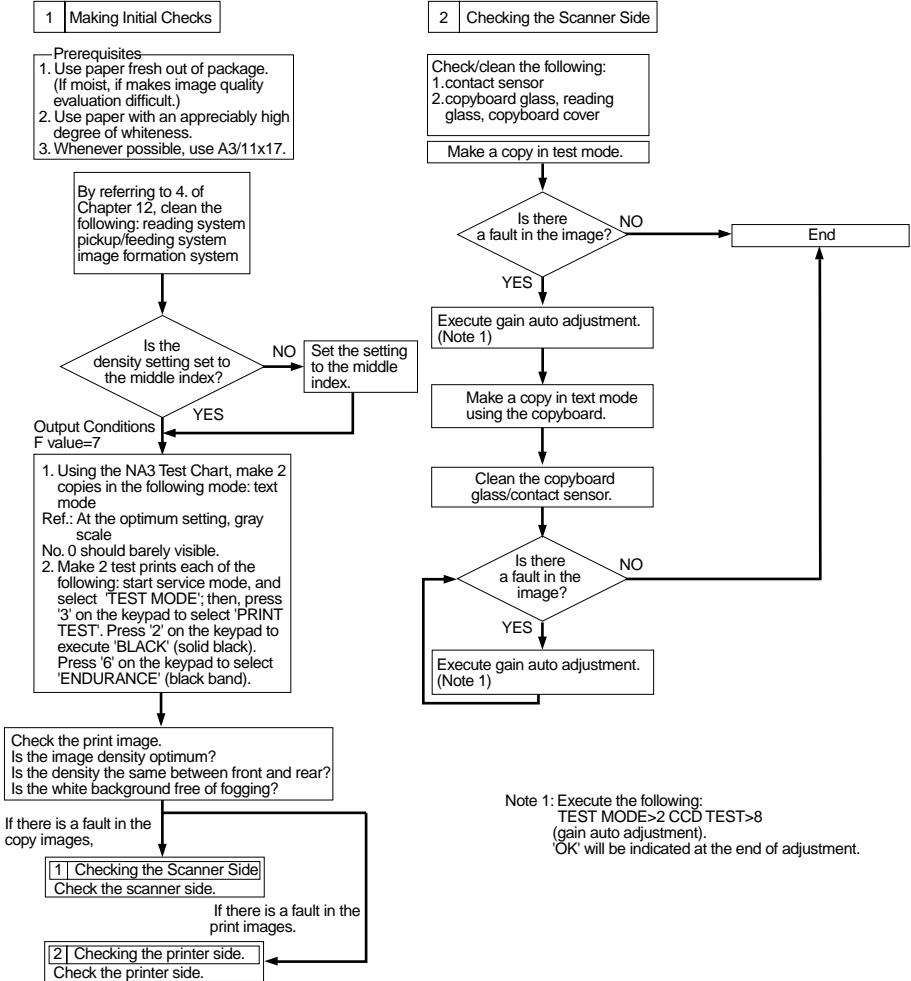 1 Making Initial Checks
Prerequisites
1. Use paper fresh out of package.
(If moist, if makes image quality
evaluation difficult.)
2. Use paper with an appreciably high
degree of whiteness.
3. Whenever possible, use A3/11x17.
By referring to 4. of
Chapter 12, clean the
following: reading system
pickup/feeding system
image formation system
Is the
density setting set to
the middle index?
NO
Set the setting
to the middle
index.
YES
Output Conditions
F value=7
1. Using the NA3 Test Chart, make 2
copies in the following mode: text
mode
Ref.: At the optimum setting, gray
scale
No. 0 should barely visible.
2. Make 2 test prints each of the
following: start service mode, and
select 'TEST MODE'; then, press
'3' on the keypad to select 'PRINT
TEST'. Press '2' on the keypad to
execute 'BLACK' (solid black).
Press '6' on the keypad to select
'ENDURANCE' (black band).
Check the print image.
Is the image density optimum?
Is the density the same between front and rear?
Is the white background free of fogging?
If there is a fault in the
copy images,
1 Checking the Scanner Side
Check the scanner side.
If there is a fault in the
print images.
2 Checking the printer side.
Check the printer side.
2 Checking the Scanner Side
Check/clean the following:
1.contact sensor
2.copyboard glass, reading
glass, copyboard cover
Make a copy in test mode.
Is there
a fault in the image?
NO
End
YES
Execute gain auto adjustment.
(Note 1)
Make a copy in text mode
using the copyboard.
Clean the copyboard
glass/contact sensor.
Is there
a fault in the
image?
NO
YES
Execute gain auto adjustment.
(Note 1)
Note 1: Execute the following:
TEST MODE>2 CCD TEST>8
(gain auto adjustment).
'OK' will be indicated at the end of adjustment.